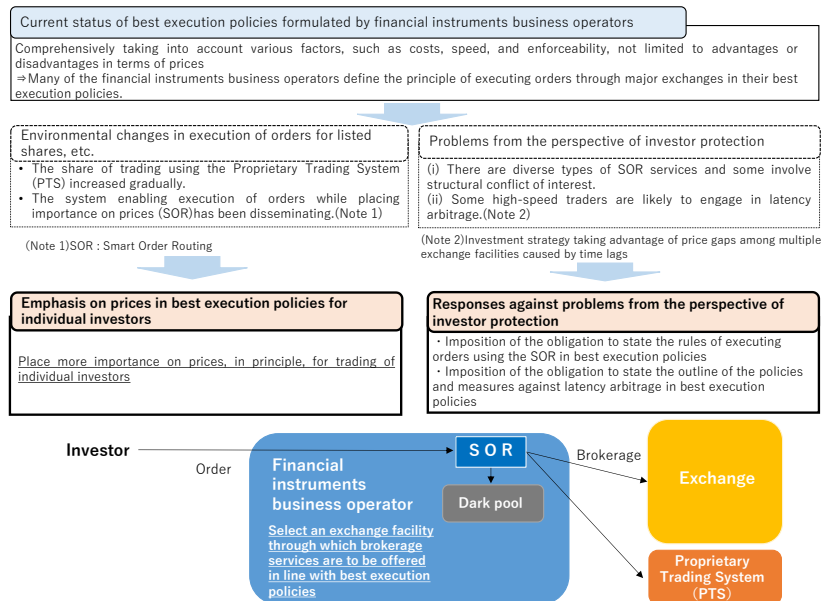 Current status of best execution policies formulated by financial instruments business operators
Comprehensively taking into account various factors, such as costs, speed, and enforceability, not limited to advantages or
disadvantages in terms of prices
⇒Many of the financial instruments business operators define the principle of executing orders through major exchanges in their best
execution policies.
Environmental changes in execution of orders for listed
shares, etc.
• The share of trading using the Proprietary Trading System
(PTS) increased gradually.
• The system enabling execution of orders while placing
importance on prices (SOR)has been disseminating.(Note 1)
(Note 1)SOR : Smart Order Routing
Problems from the perspective of investor protection
(i) There are diverse types of SOR services and some involve
structural conflict of interest.
(ii) Some high-speed traders are likely to engage in latency
arbitrage.(Note 2)
(Note 2)Investment strategy taking advantage of price gaps among multiple
exchange facilities caused by time lags
Emphasis on prices in best execution policies for
individual investors
Place more importance on prices, in principle, for trading of
individual investors
Responses against problems from the perspective of
investor protection
・Imposition of the obligation to state the rules of executing
orders using the SOR in best execution policies
・Imposition of the obligation to state the outline of the policies
and measures against latency arbitrage in best execution
policies
Investor
Order
Financial
instruments
business operator
Select an exchange facility
through which brokerage
services are to be offered
in line with best execution
policies
SOR
Dark pool
Brokerage
Exchange
Proprietary
Trading System
(PTS)